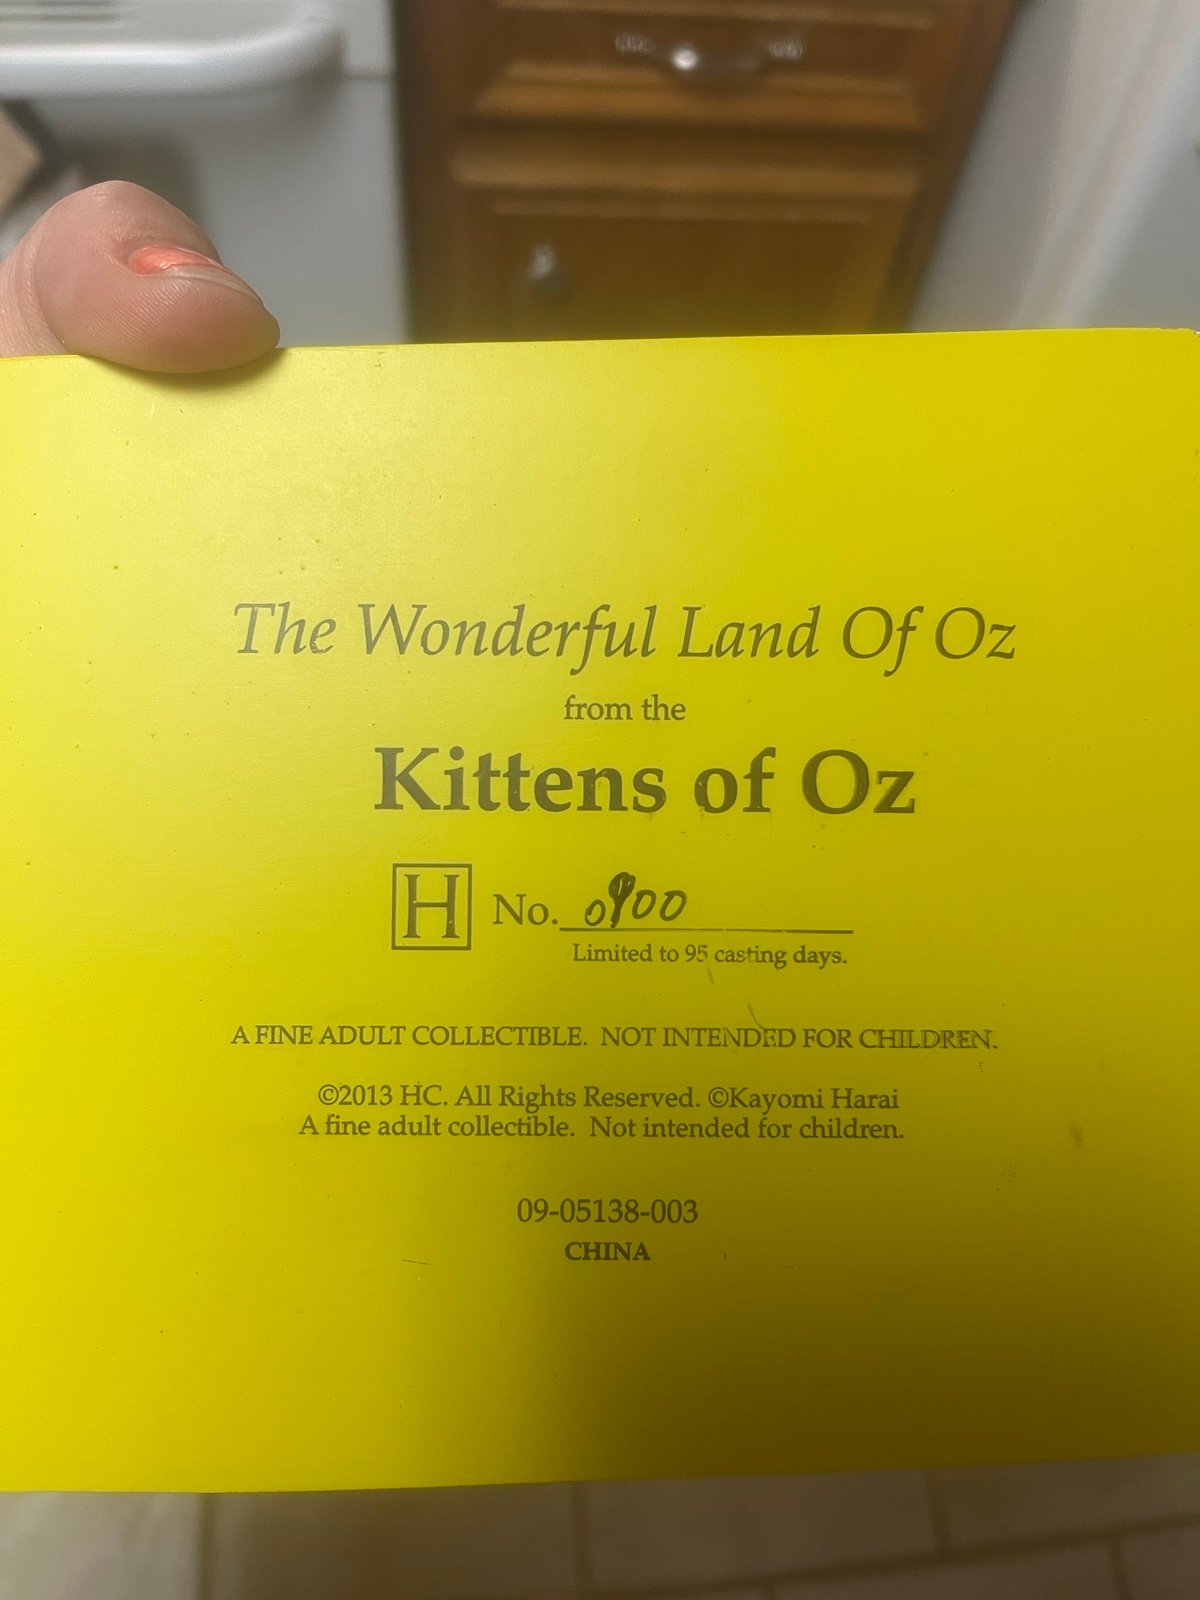 The Wonderful Land Of Oz
from the
Kittens of Oz
H No. 0900
Limited to 95 casting days.
A FINE ADULT COLLECTIBLE. NOT INTENDED FOR CHILDREN.
©2013 HC. All Rights Reserved. ©Kayomi Harai
A fine adult collectible. Not intended for children.
09-05138-003
CHINA